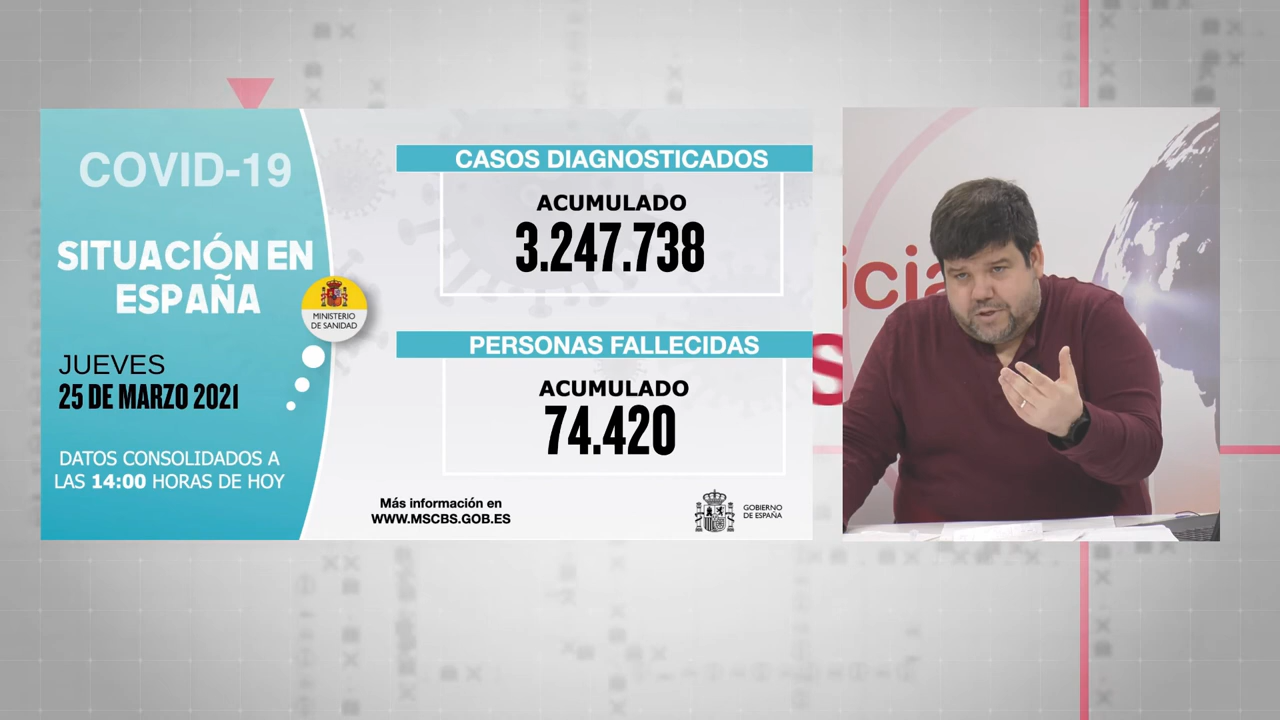 COVID-19
SITUACIÓN EN
ESPAÑA
JUEVES
25 DE MARZO 2021
DATOS CONSOLIDADOS A
LAS 14:00 HORAS DE HOY
MINISTERIO
DE SANIDAD
CASOS DIAGNOSTICADOS
ACUMULADO
3.247.738
PERSONAS FALLECIDAS
ACUMULADO
74.420
Más información en
WWW.MSCBS.GOB.ES
GOBIERNO
DE ESPAÑA
icia
s